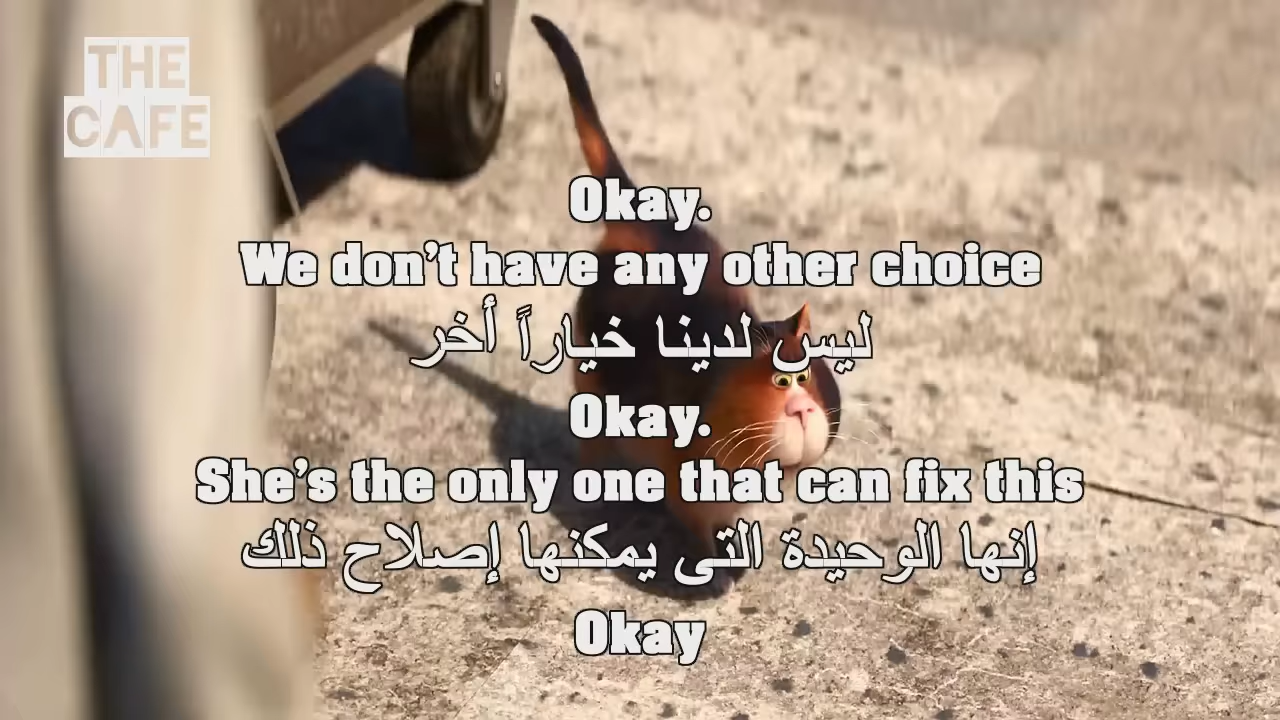 THE
CAFE
Okay.
We don't have any other choice
ليس لدينا خياراً أخر
Okay.
She's the only one that can fix this
إنها الوحيدة التى يمكنها إصلاح ذلك
Okay